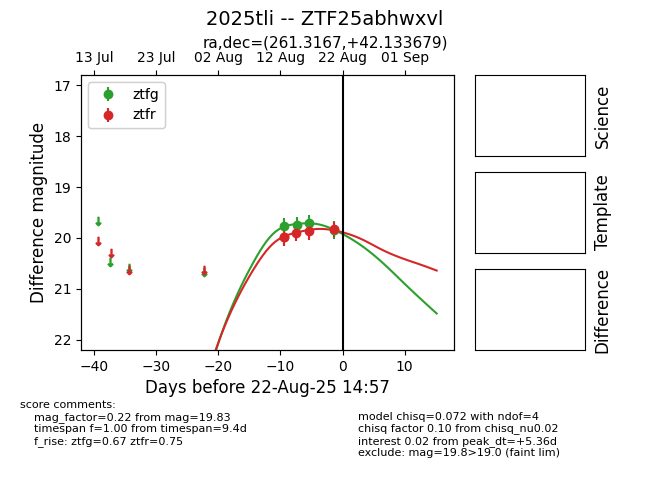 2025tli -- ZTF25abhwxvl
ra,dec=(261.3167,+42.133679)
13 Jul 23 Jul 02 Aug 12 Aug 22 Aug 01 Sep
ztfg
ztfr
17
18
19
20
21
22
Difference magnitude
−40 −30 −20 −10 0 10
Days before 22-Aug-25 14:57
Science
Template
Difference
score comments:
mag_factor=0.22 from mag=19.83
timespan f=1.00 from timespan=9.4d
f_rise: ztfg=0.67 ztfr=0.75
model chisq=0.072 with ndof=4
chisq factor 0.10 from chisq_nu0.02
interest 0.02 from peak_dt=+5.36d
exclude: mag=19.8>19.0 (faint lim)